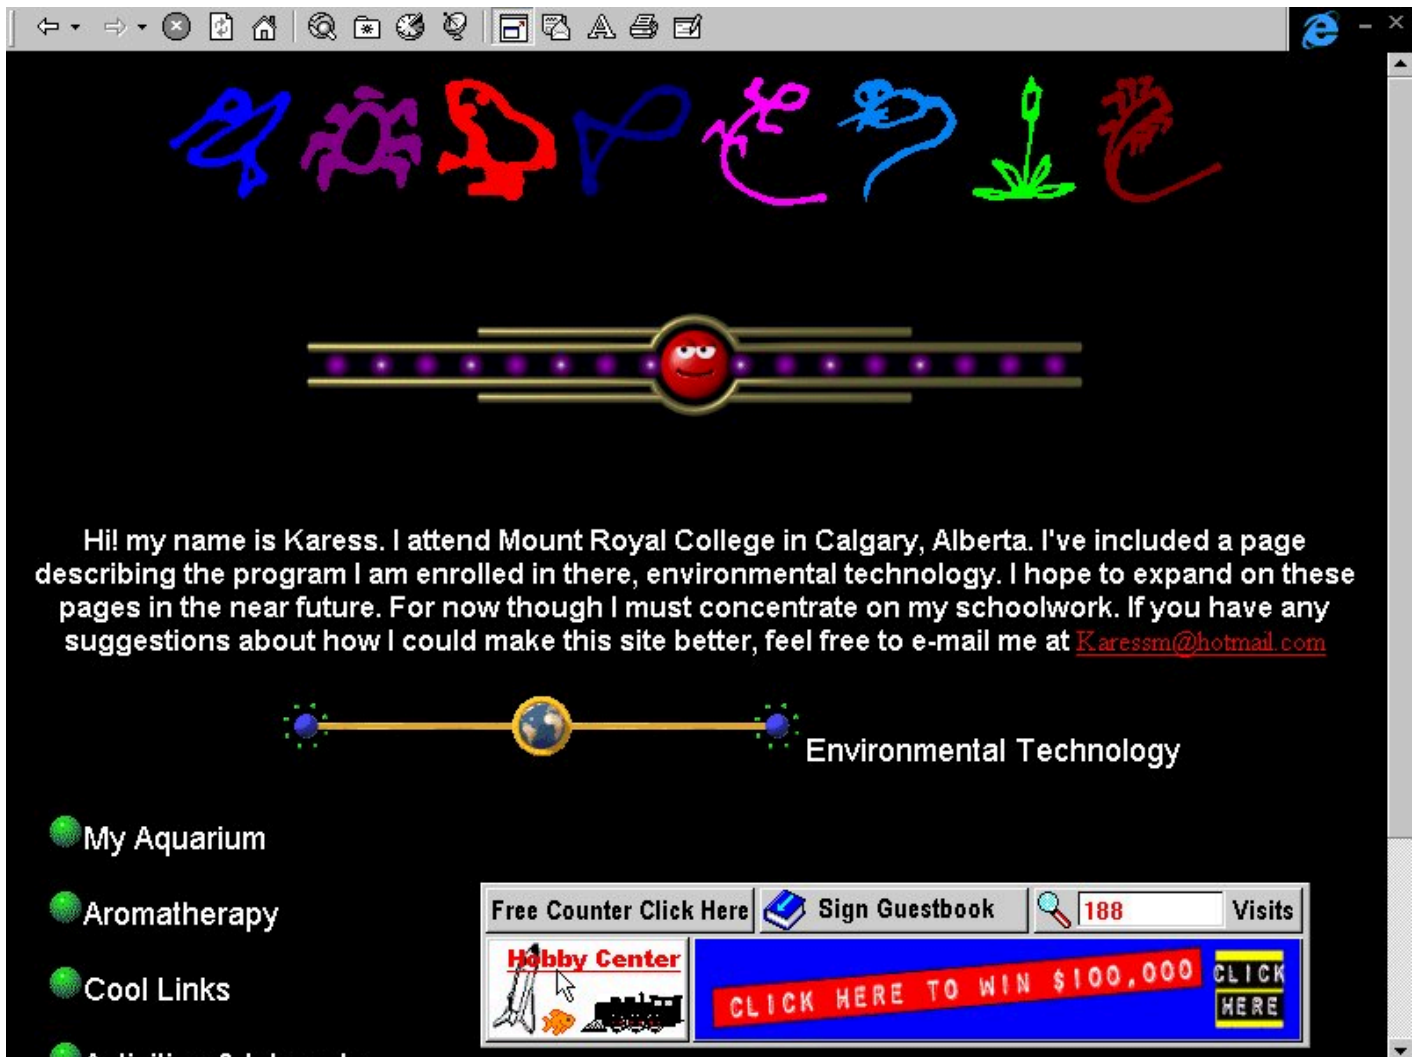 Hi! my name is Karess. I attend Mount Royal College in Calgary, Alberta. I've included a page
describing the program I am enrolled in there, environmental technology. I hope to expand on these
pages in the near future. For now though I must concentrate on my schoolwork. If you have any
suggestions about how I could make this site better, feel free to e-mail me at Karessm@hotmail.com
Environmental Technology
My Aquarium
Aromatherapy
Cool Links
Free Counter Click Here
Sign Guestbook
188 Visits
Hobby Center
CLICK HERE TO WIN $100,000
CLICK
HERE